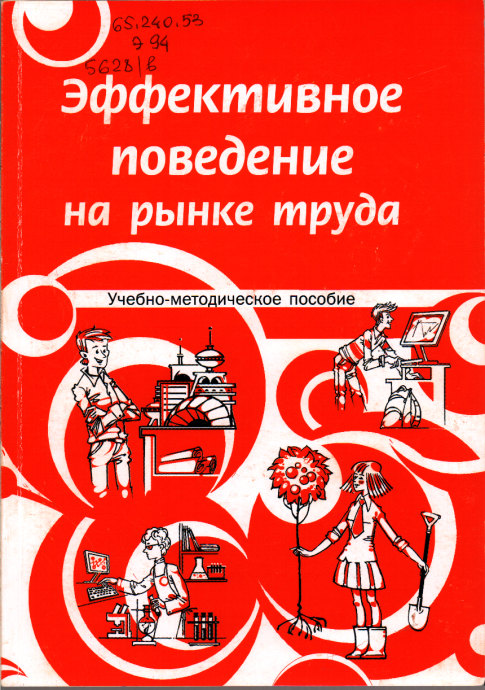 65.240.53
Э 94
5628/в
Эффективное
поведение
на рынке труда
Учебно-методическое пособие